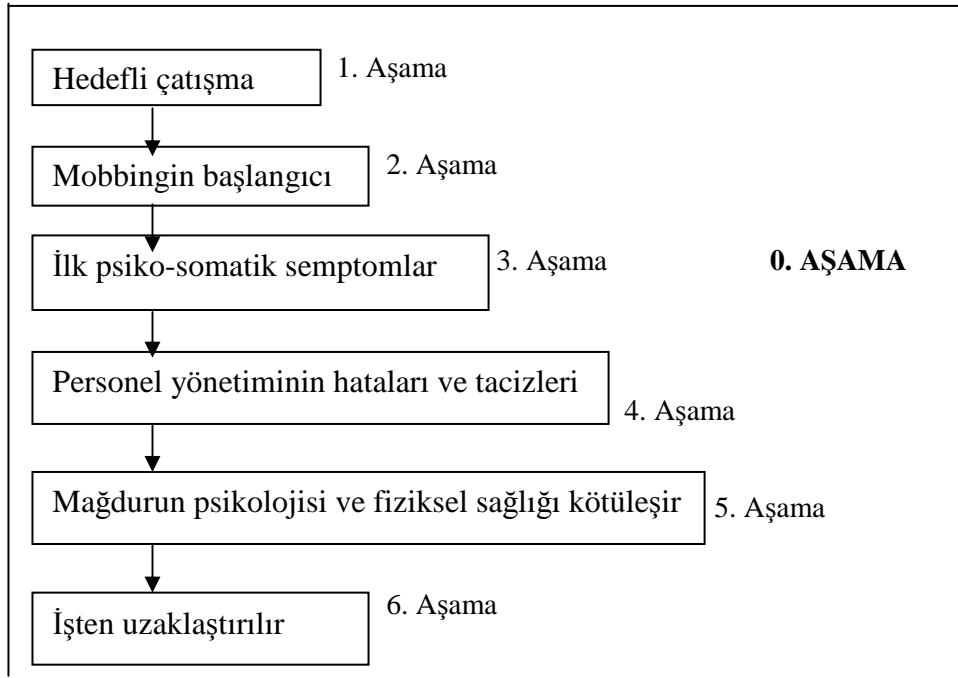 Hedefli çatışma
1. Aşama
Mobbingin başlangıcı
2. Aşama
İlk psiko-somatik semptomlar
3. Aşama
0. AŞAMA
Personel yönetiminin hataları ve tacizleri
4. Aşama
Mağdurun psikolojisi ve fiziksel sağlığı kötüleşir
5. Aşama
İşten uzaklaştırılır
6. Aşama